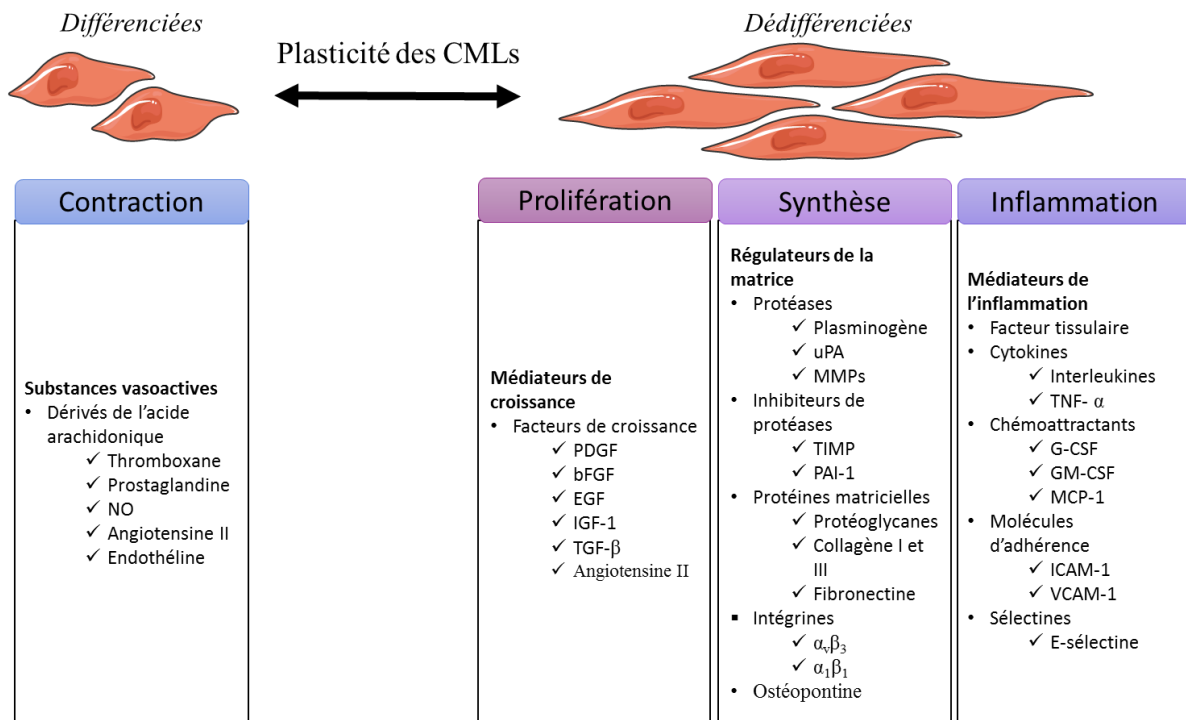 Différenciées
Plasticité des CMLs
Dédifférenciées
Contraction
Substances vasoactives
• Dérivés de l'acide
arachidonique
✓ Thromboxane
✓ Prostaglandine
✓ NO
✓ Angiotensine II
✓ Endothéline
Prolifération
Médiateurs de
croissance
• Facteurs de croissance
✓ PDGF
✓ bFGF
✓ EGF
✓ IGF-1
✓ TGF-β
✓ Angiotensine II
Synthèse
Régulateurs de la
matrice
• Protéases
✓ Plasminogène
✓ uPA
✓ MMPs
• Inhibiteurs de
protéases
✓ TIMP
✓ PAI-1
• Protéines matricielles
✓ Protéoglycanes
✓ Collagène I et
III
✓ Fibronectine
▪ Intégrines
✓ αᵥβ₃
✓ α₁β₁
• Ostéopontine
Inflammation
Médiateurs de
l'inflammation
• Facteur tissulaire
• Cytokines
✓ Interleukines
✓ TNF- α
• Chémoattractants
✓ G-CSF
✓ GM-CSF
✓ MCP-1
• Molécules
d'adhérence
✓ ICAM-1
✓ VCAM-1
• Sélectines
✓ E-sélectine